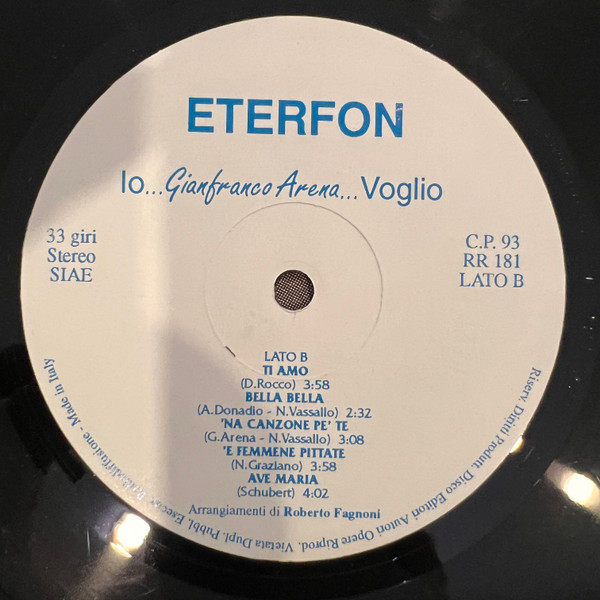 ETERFON
Io...Gianfranco Arena...Voglio
33 giri
Stereo
SIAE
C.P. 93
RR 181
LATO B
LATO B
TI AMO
(D.Rocco) 3:58
BELLA BELLA
(A.Donadio - N.Vassallo) 2:32
'NA CANZONE PE' TE
(G.Arena - N.Vassallo) 3:08
'E FEMMENE PITTATE
(N.Graziano) 3:58
AVE MARIA
(Schubert) 4:02
Arrangiamenti di Roberto Fagnoni
Riserv. Diritti Produtt. Disco Editori Autori Opere Riprod. Vietata Dupl. Pubbl. Esecuz. - Made in Italy